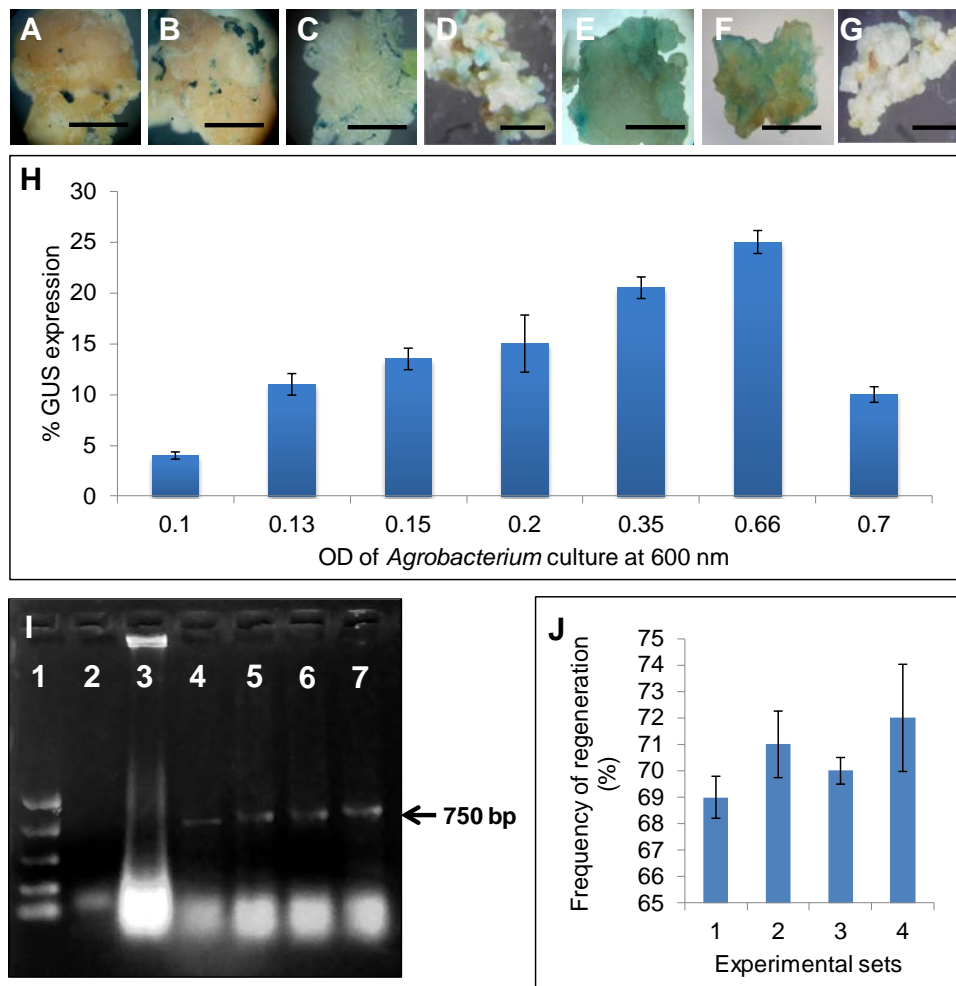 A B C D E F G
H
% GUS expression
30
25
20
15
10
5
0
0.1 0.13 0.15 0.2 0.35 0.66 0.7
OD of Agrobacterium culture at 600 nm
I
1 2 3 4 5 6 7
750 bp
J
Frequency of regeneration
(%)
75
74
73
72
71
70
69
68
67
66
65
1 2 3 4
Experimental sets